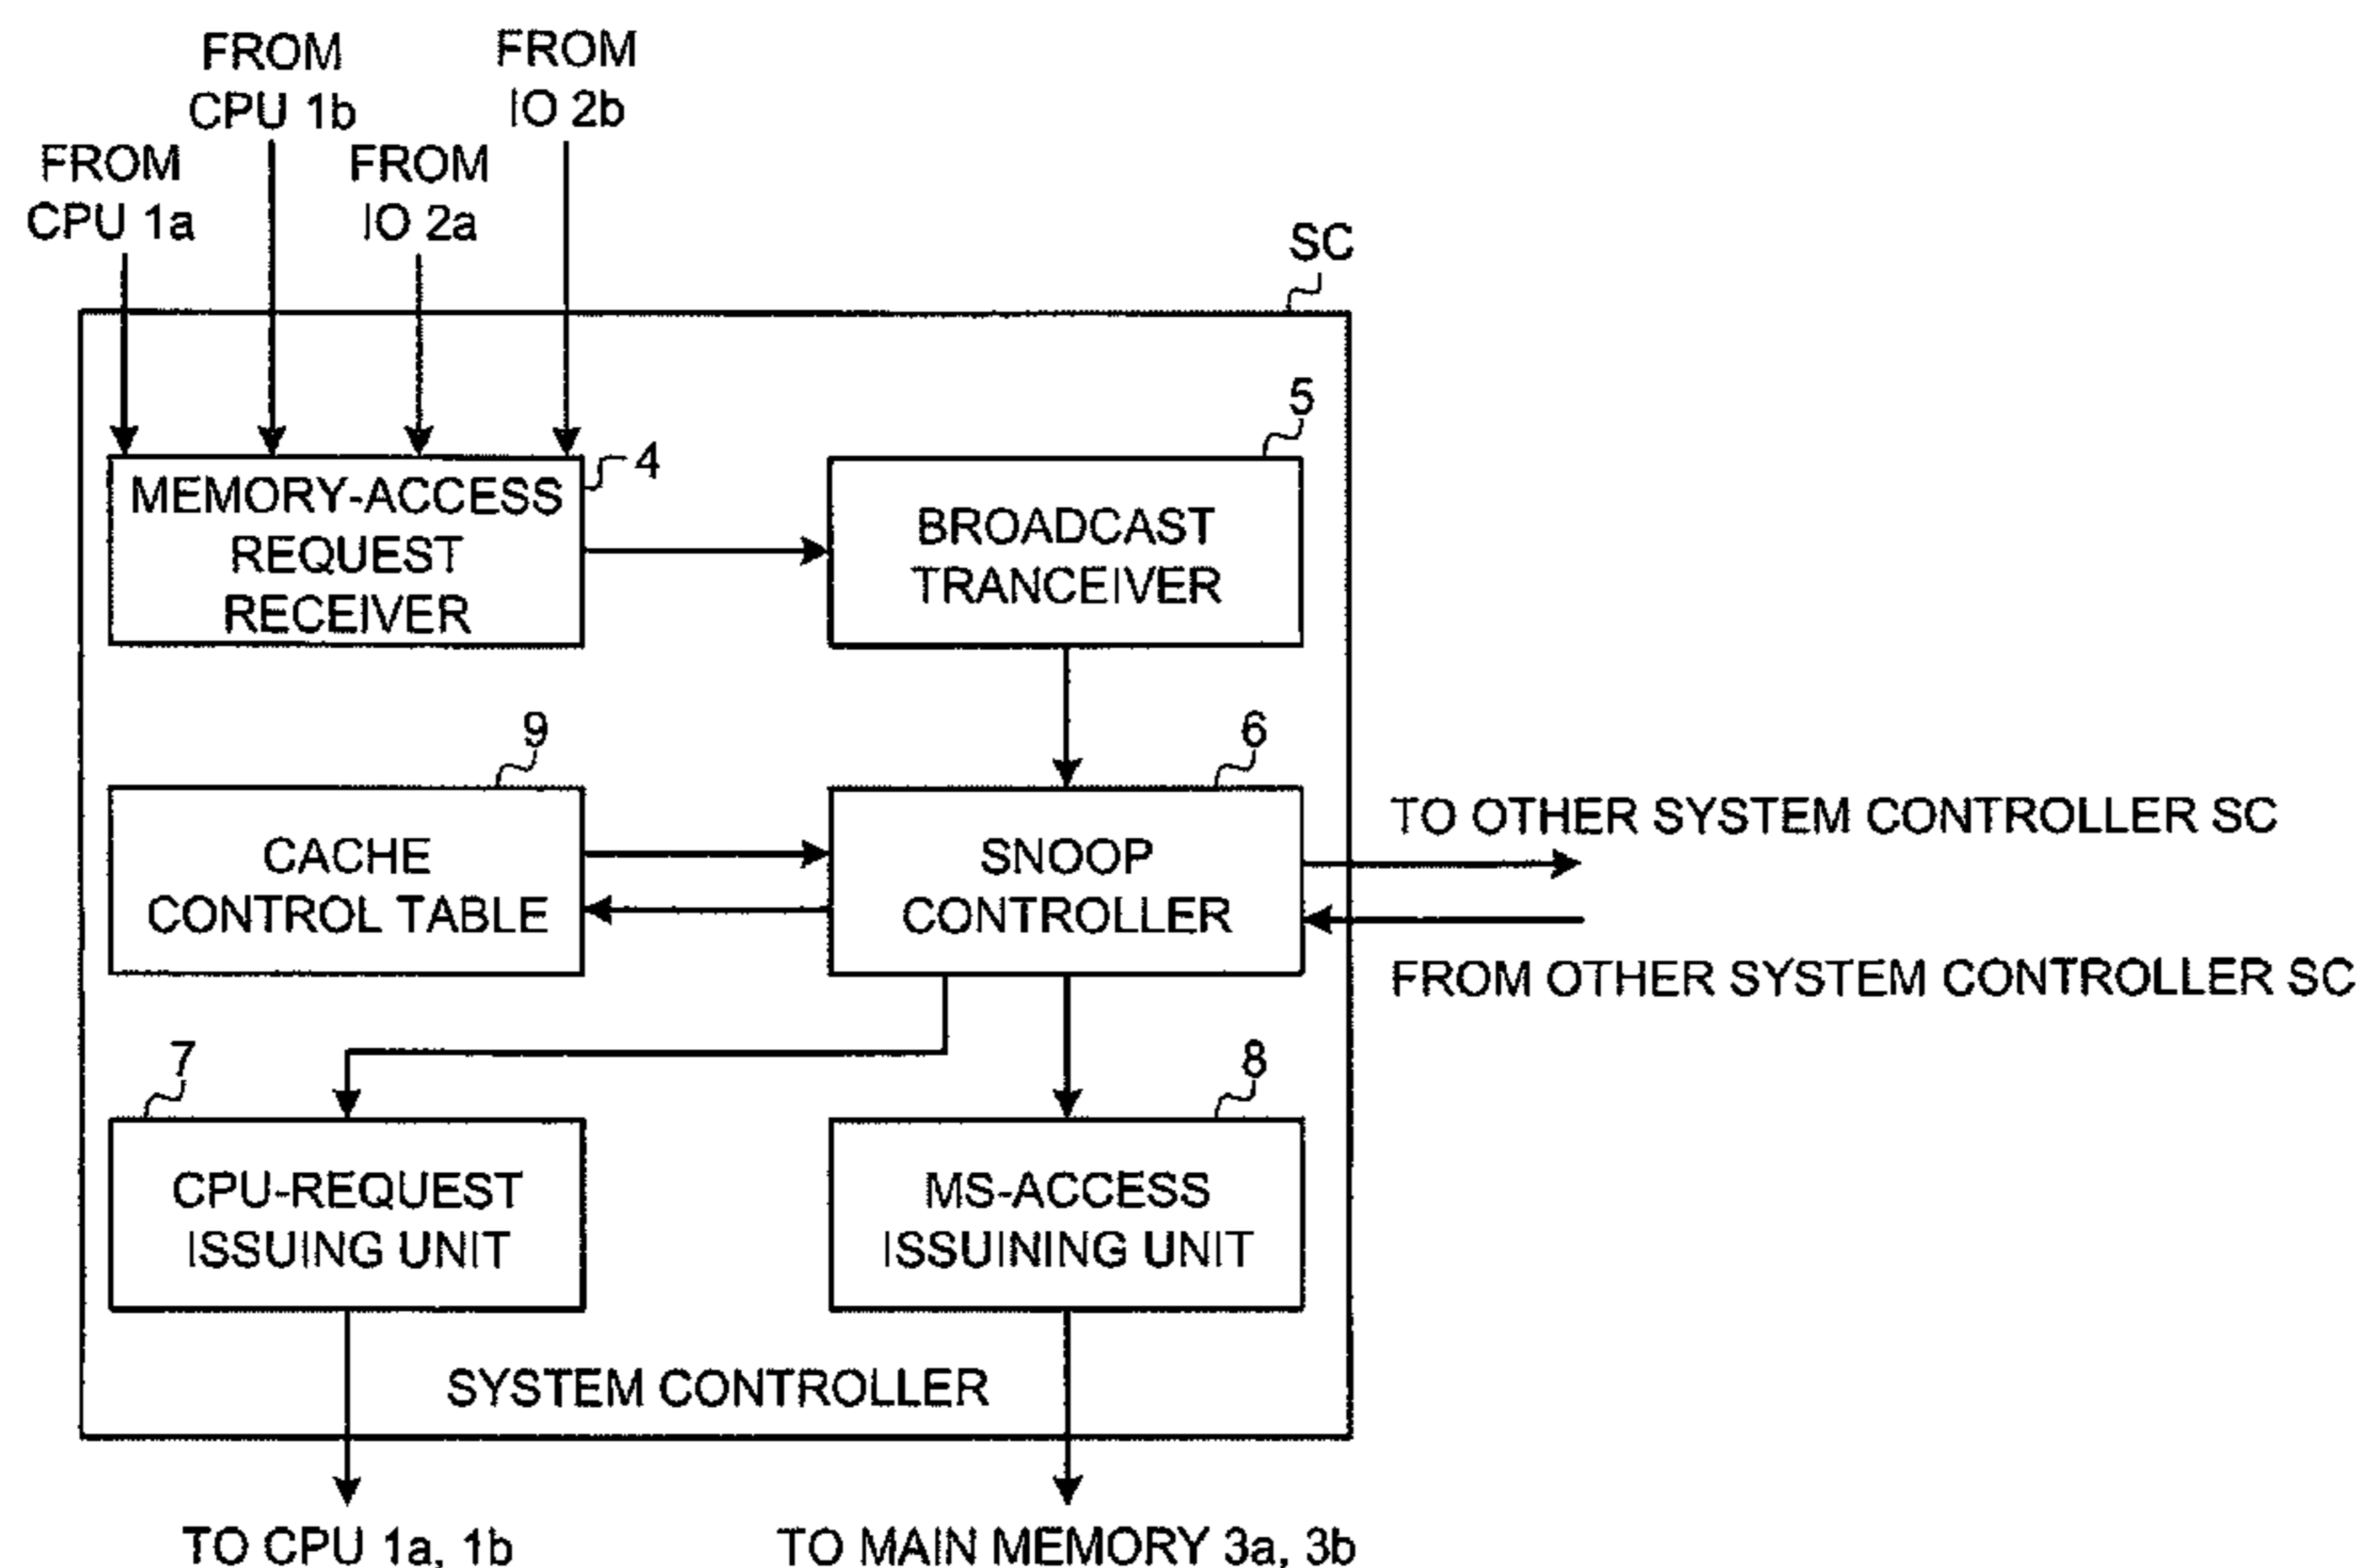 FROM
CPU 1b
FROM
IO 2b
FROM
CPU 1a
FROM
IO 2a
SC
5
4
MEMORY-ACCESS
REQUEST
RECEIVER
BROADCAST
TRANCEIVER
9
6
CACHE
CONTROL TABLE
SNOOP
CONTROLLER
TO OTHER SYSTEM CONTROLLER SC
FROM OTHER SYSTEM CONTROLLER SC
7
8
CPU-REQUEST
ISSUING UNIT
MS-ACCESS
ISSUINING UNIT
SYSTEM CONTROLLER
TO CPU 1a, 1b
TO MAIN MEMORY 3a, 3b